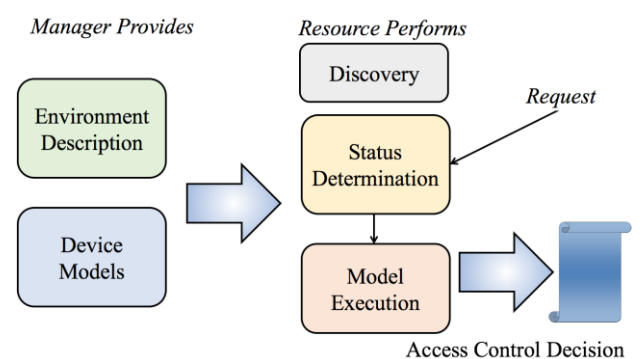 Manager Provides
Environment
Description
Device
Models
Resource Performs
Discovery
Request
Status
Determination
Model
Execution
Access Control Decision